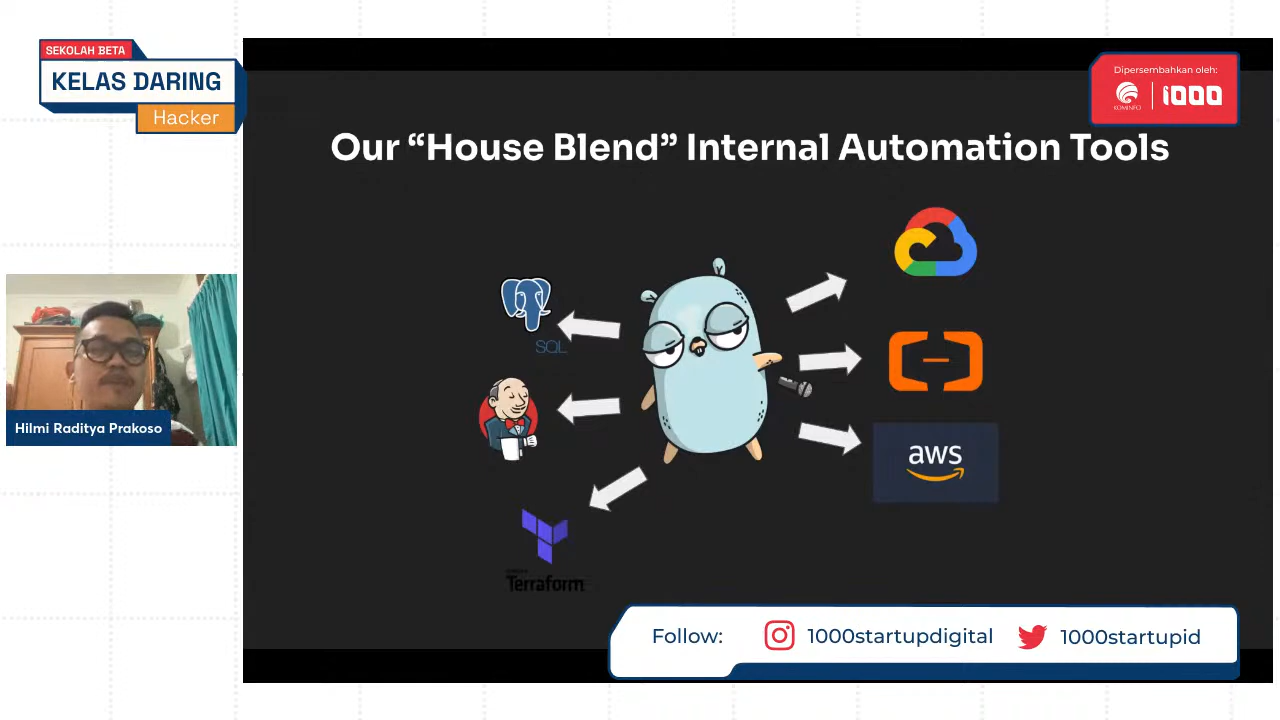 SEKOLAH BETA
KELAS DARING
Hacker
Dipersembahkan oleh:
KOMINFO
1000
Our “House Blend” Internal Automation Tools
SQL
aws
Terraform
Hilmi Raditya Prakoso
Follow:
1000startupdigital
1000startupid